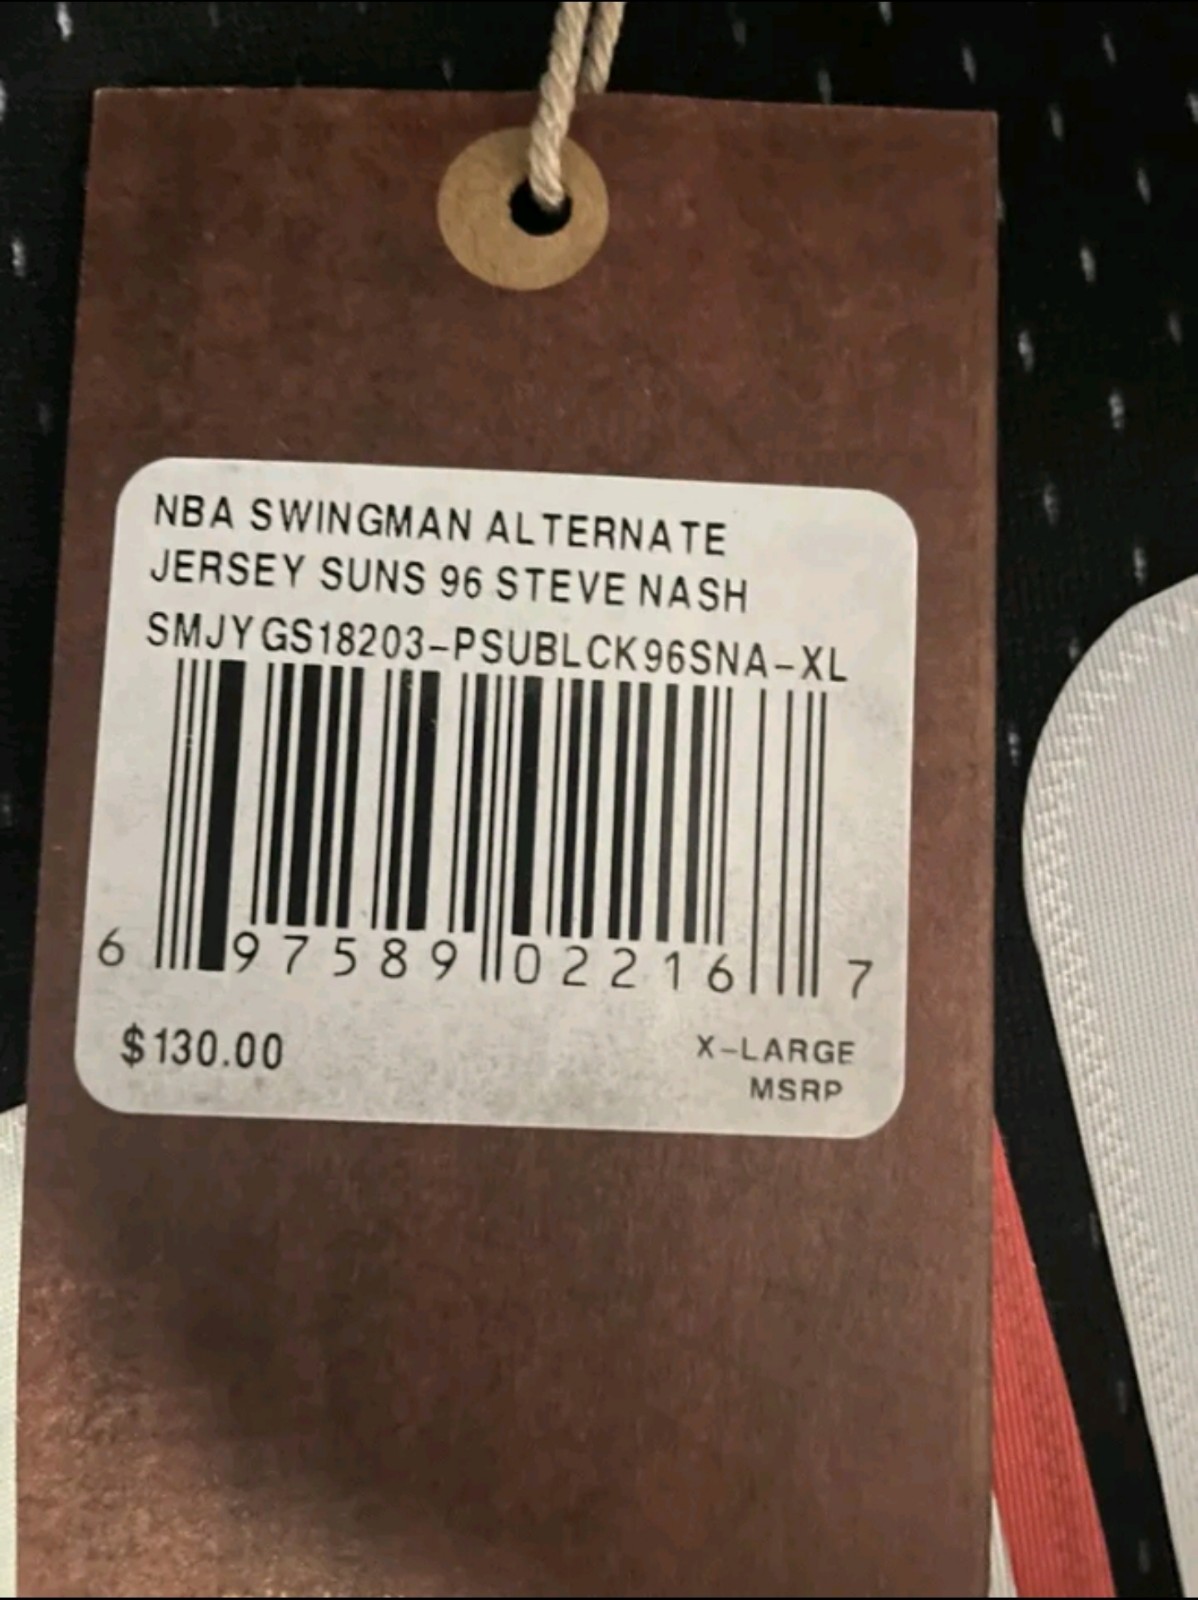 NBA SWINGMAN ALTERNATE
JERSEY SUNS 96 STEVE NASH
SMJYGS18203-PSUBLCK96SNA-XL
6 97589 02216 7
$130.00 X-LARGE
MSRP